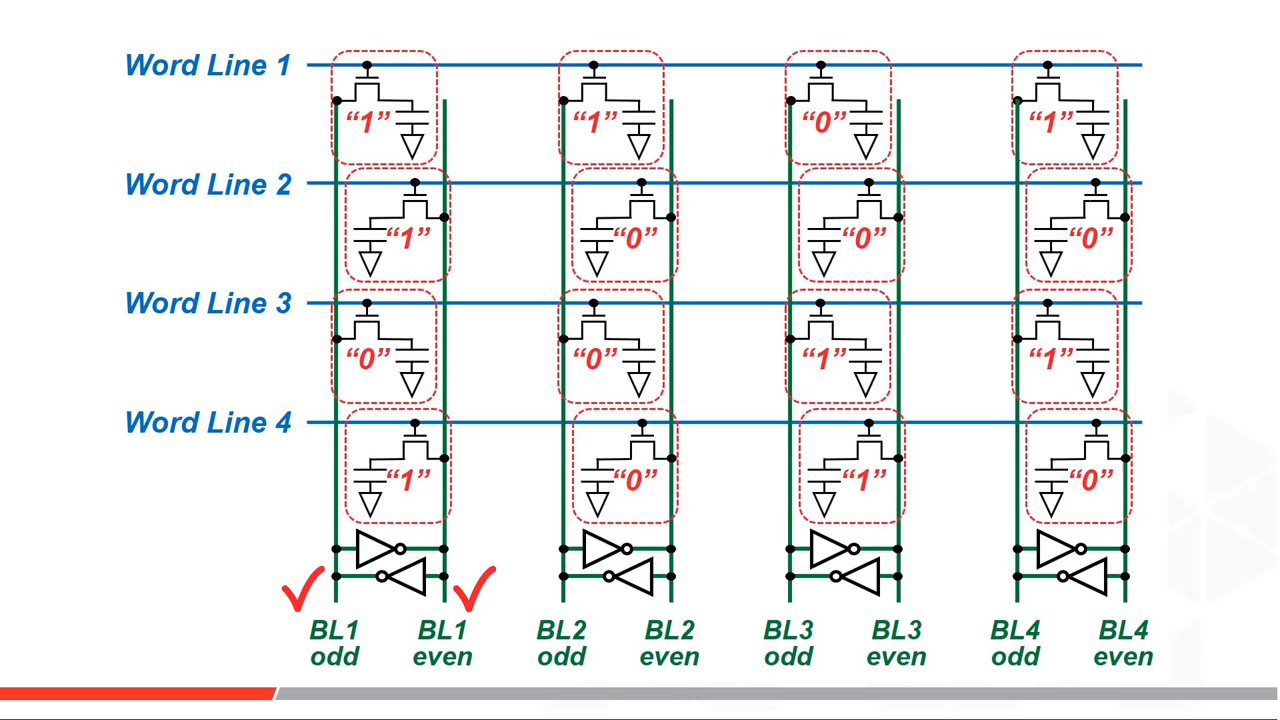 Word Line 1
“1” “1” “0” “1”
Word Line 2
“1” “0” “0” “0”
Word Line 3
“0” “0” “1” “1”
Word Line 4
“1” “0” “1” “0”
BL1 BL1 BL2 BL2 BL3 BL3 BL4 BL4
odd even odd even odd even odd even